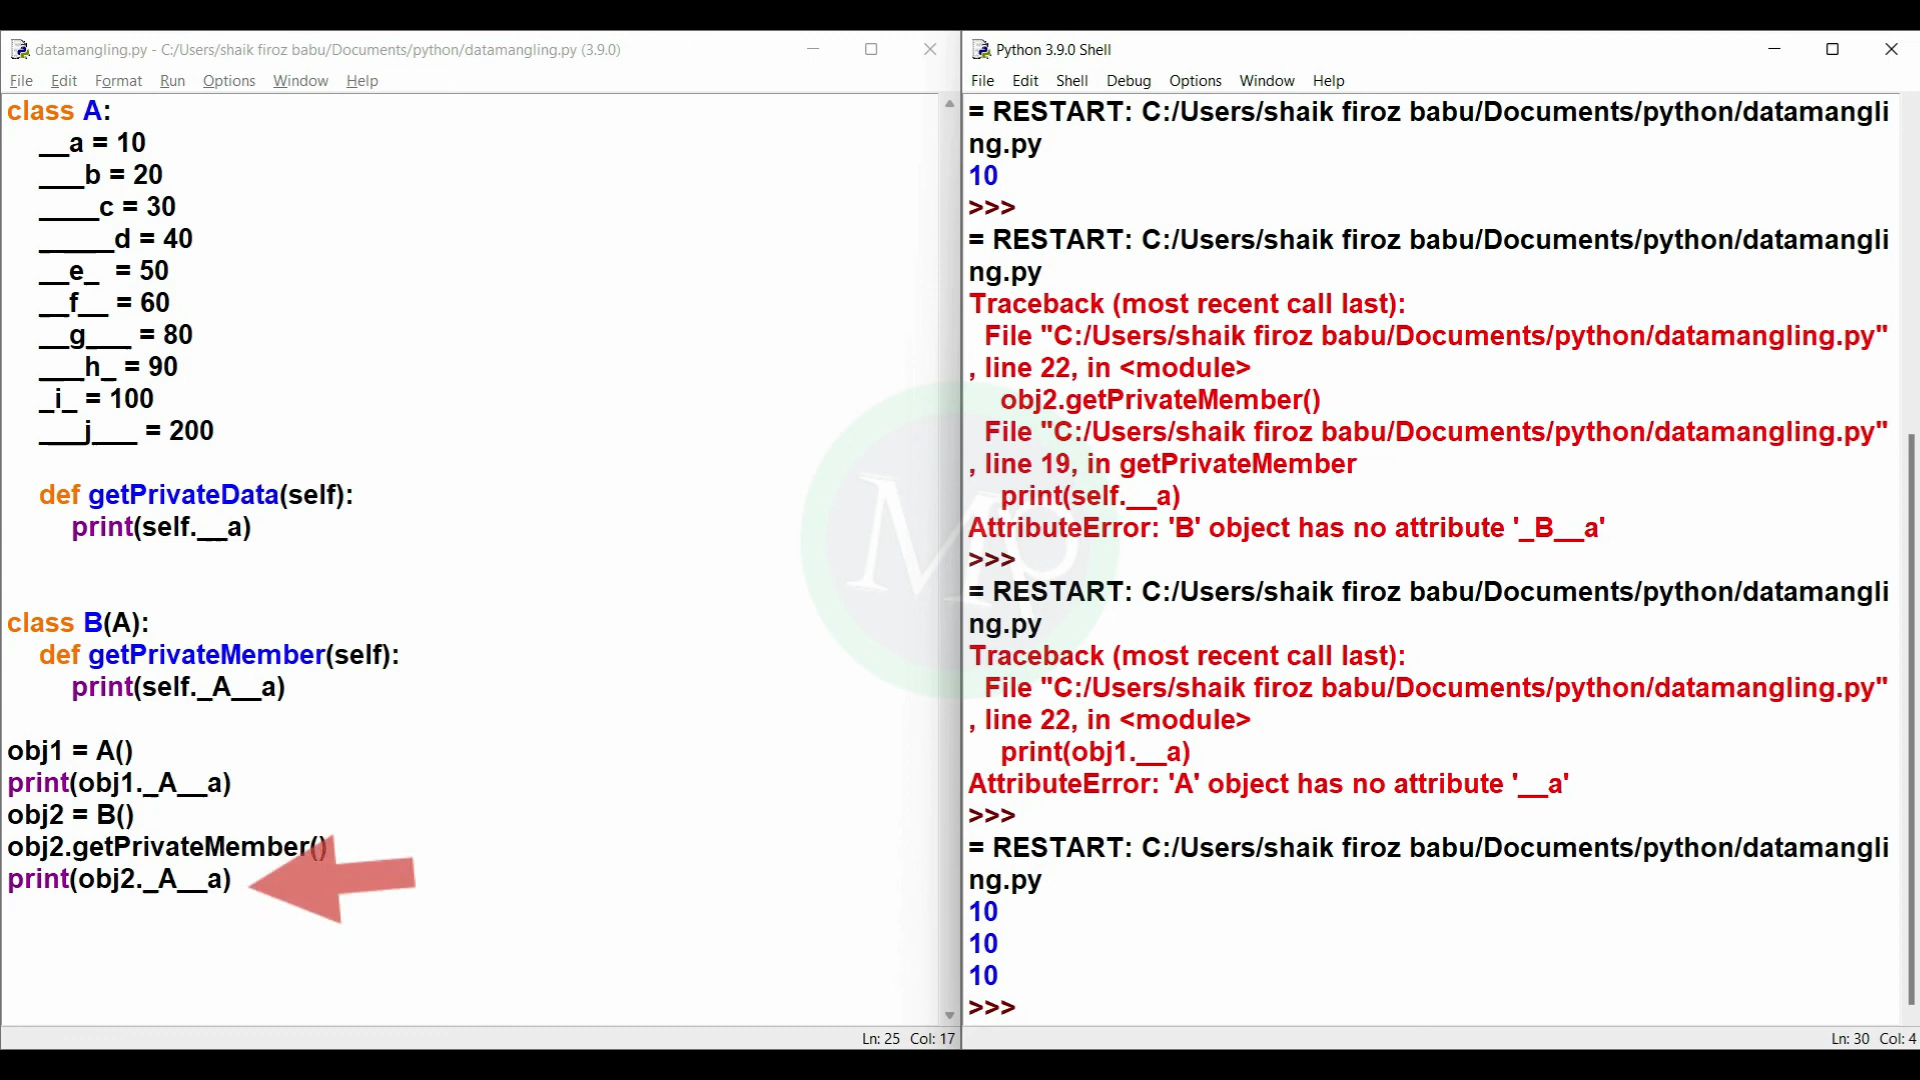 datamangling.py - C:/Users/shaik firoz babu/Documents/python/datamangling.py (3.9.0)
File Edit Format Run Options Window Help
class A:
    __a = 10
    ___b = 20
    ____c = 30
    _____d = 40
    __e_  = 50
    __f__ = 60
    __g___ = 80
    ___h_ = 90
    _i_ = 100
    ___j___ = 200
    def getPrivateData(self):
        print(self.__a)
class B(A):
    def getPrivateMember(self):
        print(self._A__a)
obj1 = A()
print(obj1._A__a)
obj2 = B()
obj2.getPrivateMember()
print(obj2._A__a)
Ln: 25 Col: 17
Python 3.9.0 Shell
File Edit Shell Debug Options Window Help
= RESTART: C:/Users/shaik firoz babu/Documents/python/datamangli
ng.py
10
>>>
= RESTART: C:/Users/shaik firoz babu/Documents/python/datamangli
ng.py
Traceback (most recent call last):
  File "C:/Users/shaik firoz babu/Documents/python/datamangling.py"
, line 22, in <module>
    obj2.getPrivateMember()
  File "C:/Users/shaik firoz babu/Documents/python/datamangling.py"
, line 19, in getPrivateMember
    print(self.__a)
AttributeError: 'B' object has no attribute '_B__a'
>>>
= RESTART: C:/Users/shaik firoz babu/Documents/python/datamangli
ng.py
Traceback (most recent call last):
  File "C:/Users/shaik firoz babu/Documents/python/datamangling.py"
, line 22, in <module>
    print(obj1.__a)
AttributeError: 'A' object has no attribute '__a'
>>>
= RESTART: C:/Users/shaik firoz babu/Documents/python/datamangli
ng.py
10
10
10
>>>
Ln: 30 Col: 4
Mp